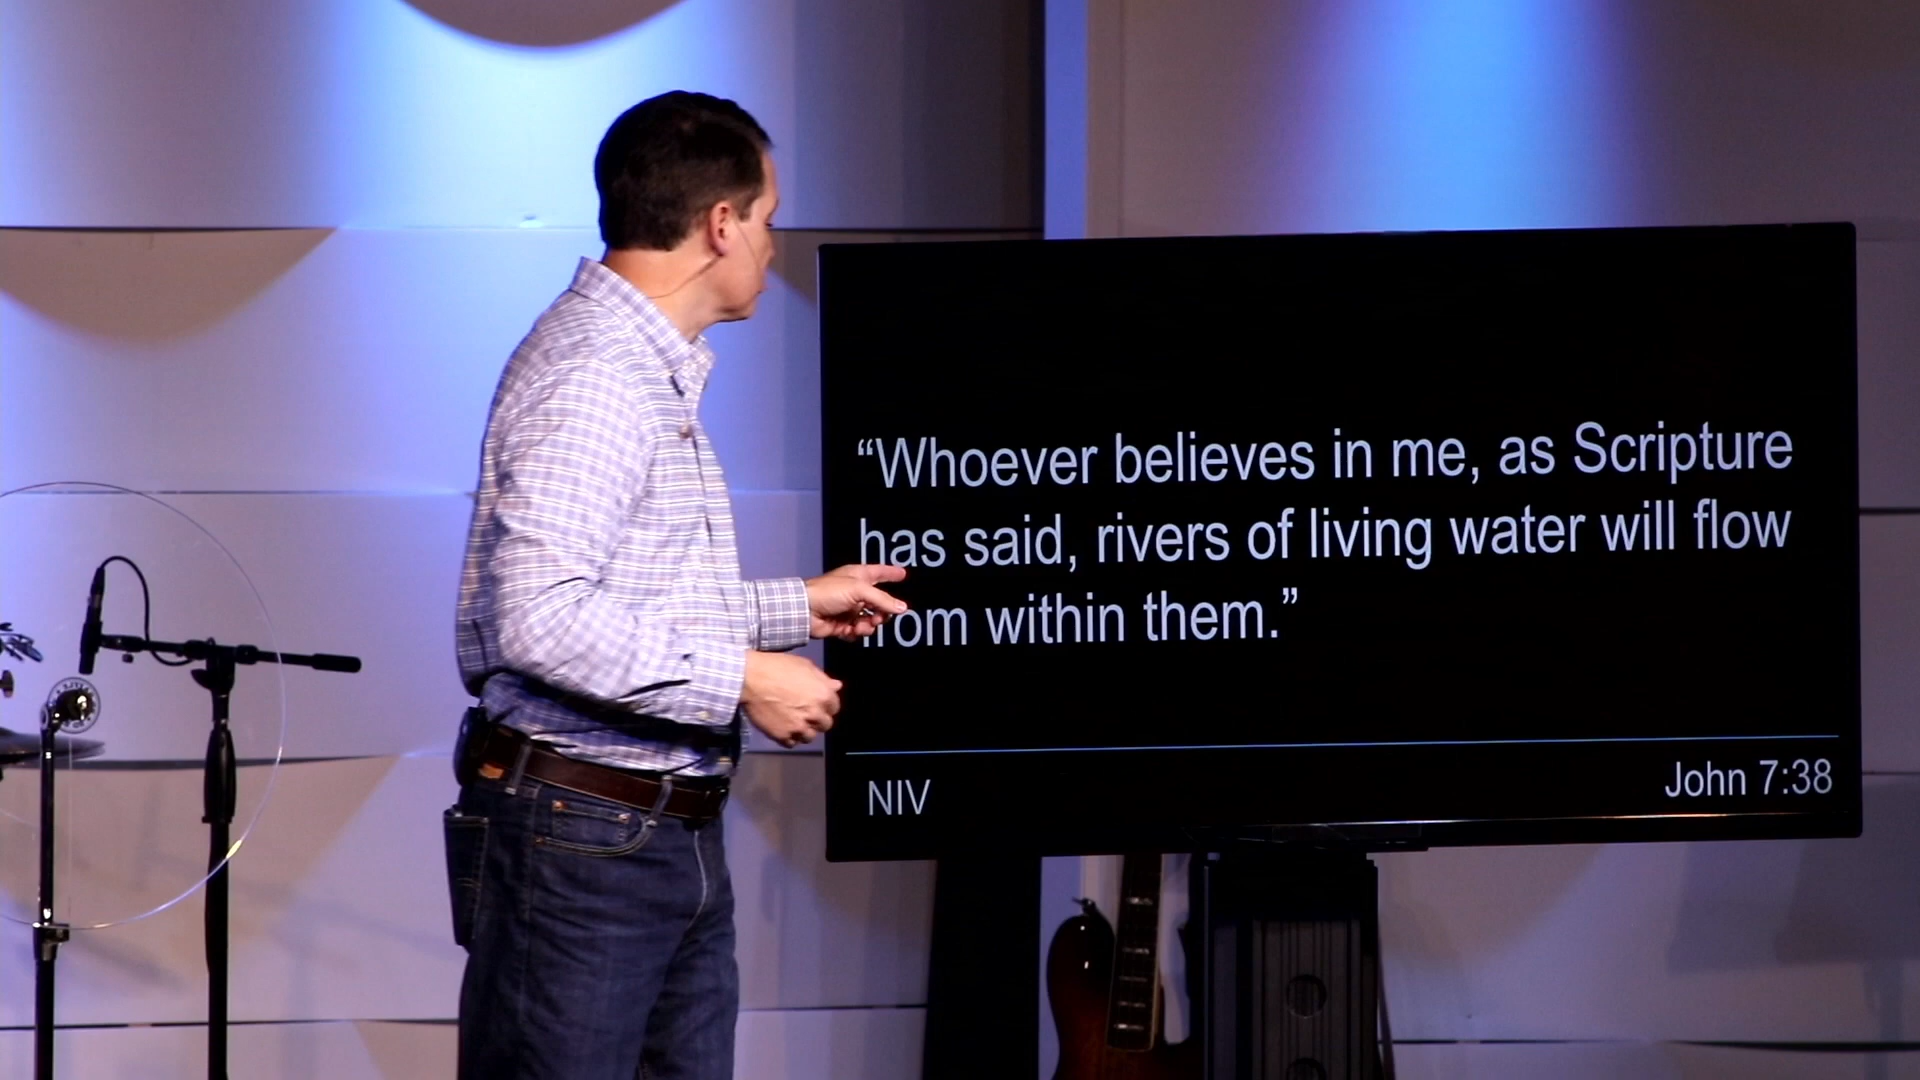 “Whoever believes in me, as Scripture
has said, rivers of living water will flow
from within them.”
NIV
John 7:38